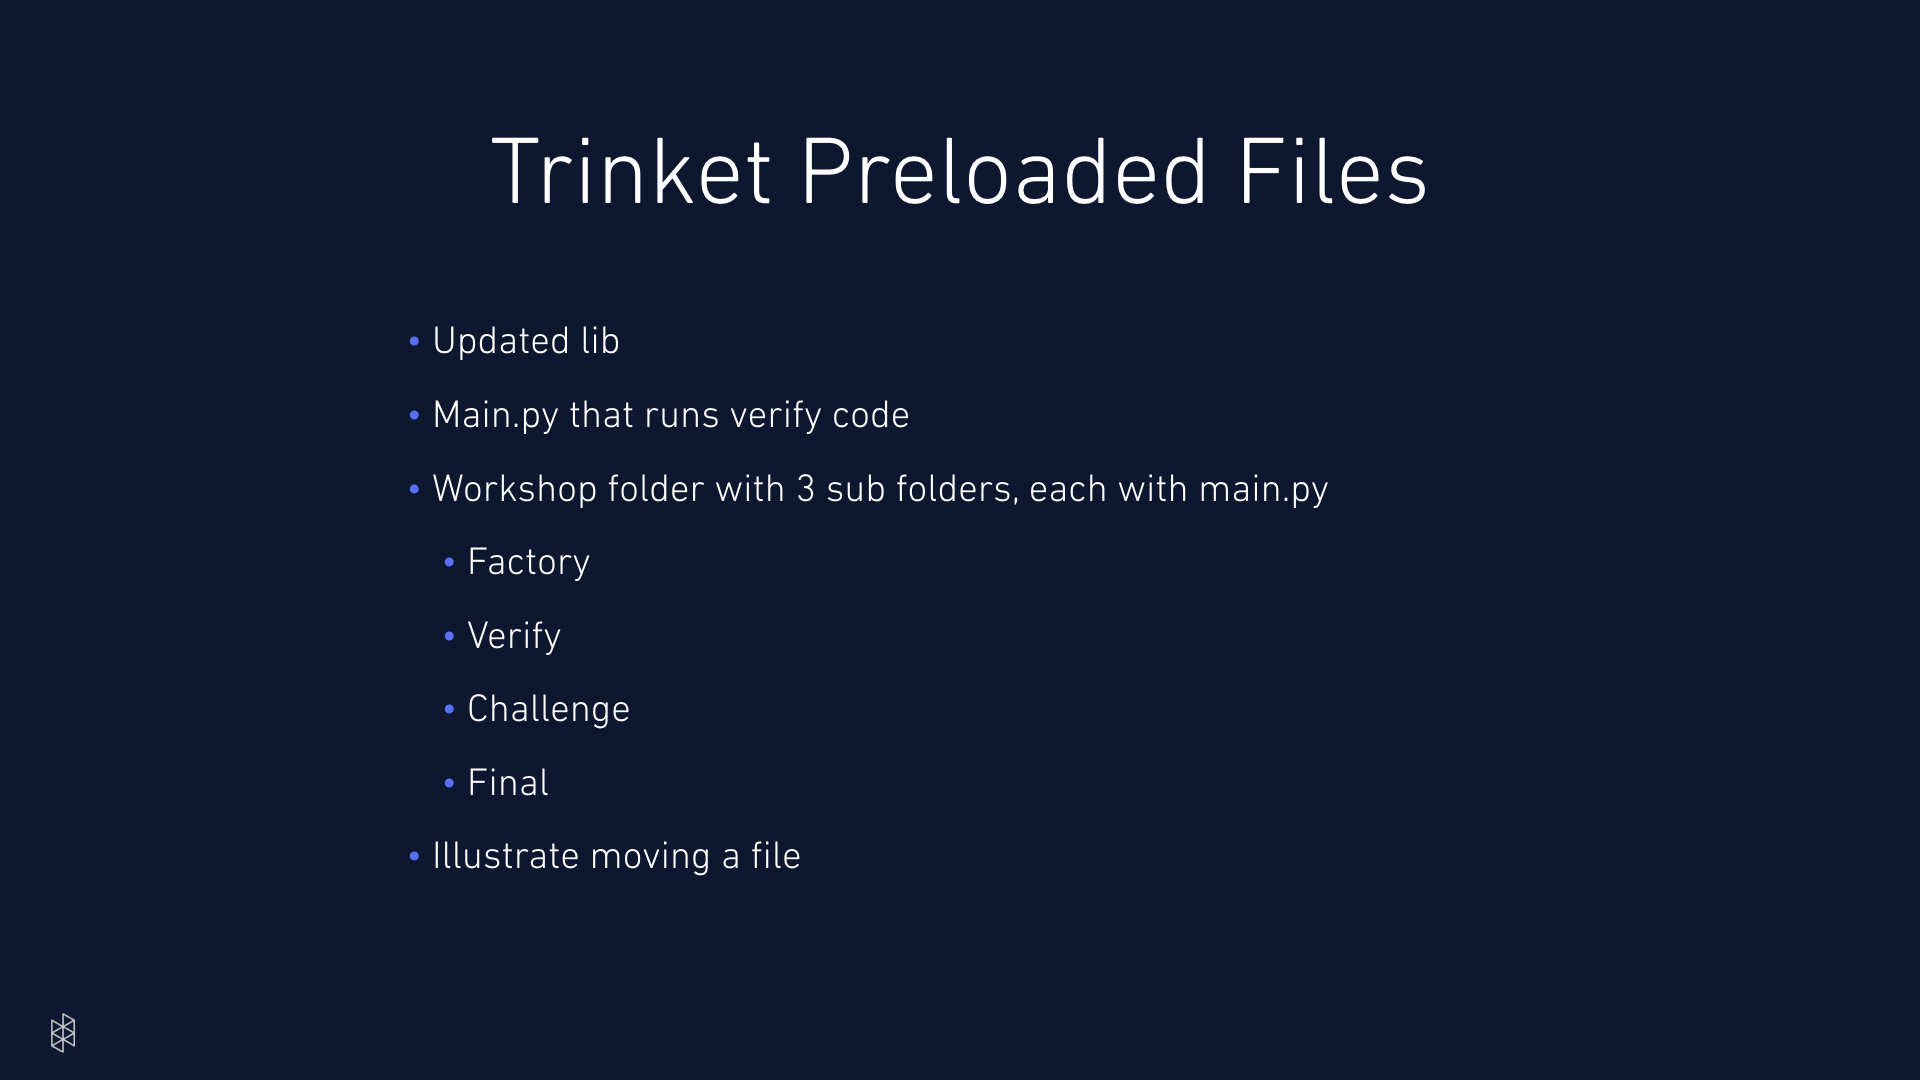 Trinket Preloaded Files
• Updated lib
• Main.py that runs verify code
• Workshop folder with 3 sub folders, each with main.py
• Factory
• Verify
• Challenge
• Final
• Illustrate moving a file